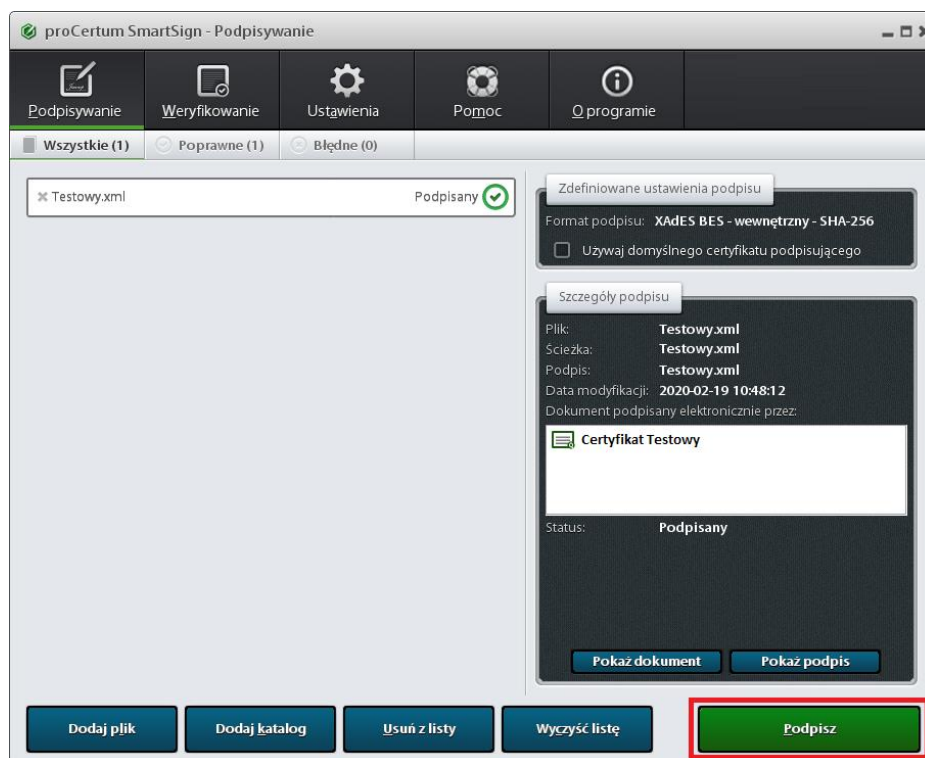 proCertum SmartSign - Podpisywanie
Podpisywanie Weryfikowanie Ustawienia Pomoc O programie
Wszystkie (1) Poprawne (1) Błędne (0)
Testowy.xml Podpisany
Zdefiniowane ustawienia podpisu
Format podpisu: XAdES BES - wewnętrzny - SHA-256
Używaj domyślnego certyfikatu podpisującego
Szczegóły podpisu
Plik: Testowy.xml
Ścieżka: Testowy.xml
Podpis: Testowy.xml
Data modyfikacji: 2020-02-19 10:48:12
Dokument podpisany elektronicznie przez:
Certyfikat Testowy
Status: Podpisany
Pokaż dokument Pokaż podpis
Dodaj plik Dodaj katalog Usuń z listy Wyczyść listę Podpisz